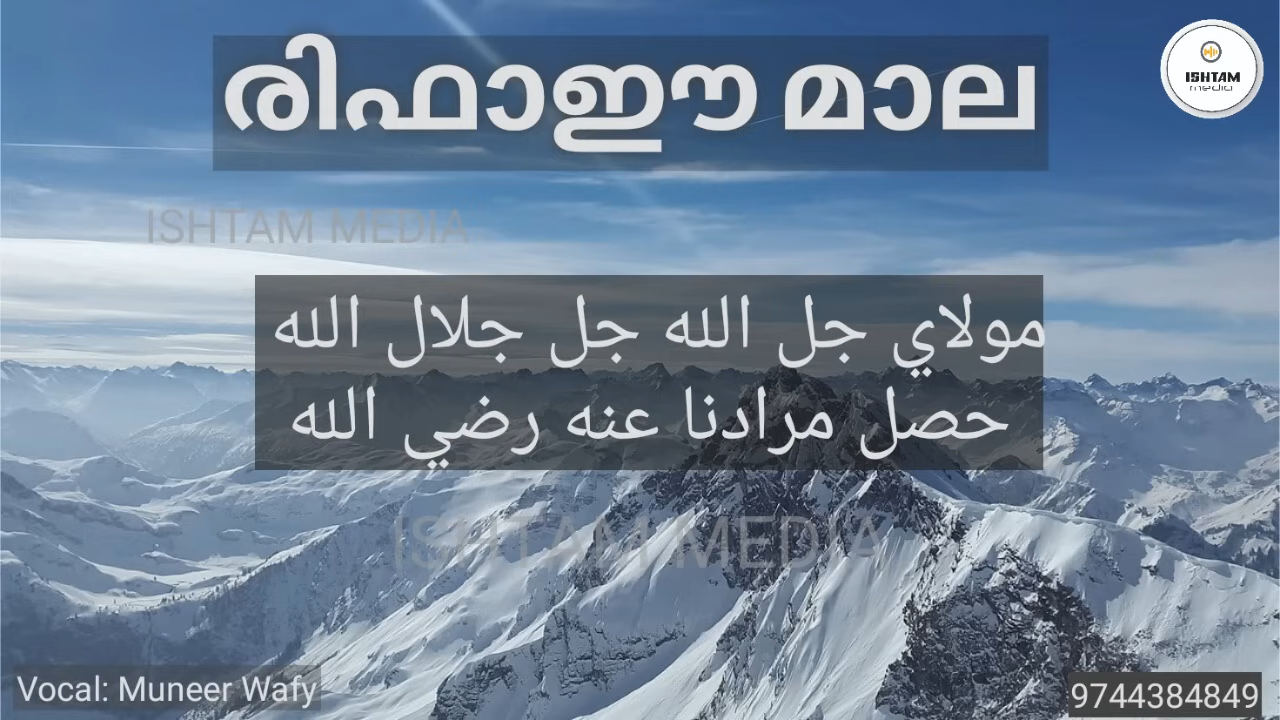 രിഫാഈ മാല
ISHTAM
media
ISHTAM MEDIA
مولاي جل الله جل جلال الله
حصل مرادنا عنه رضي الله
ISHTAM MEDIA
Vocal: Muneer Wafy
9744384849